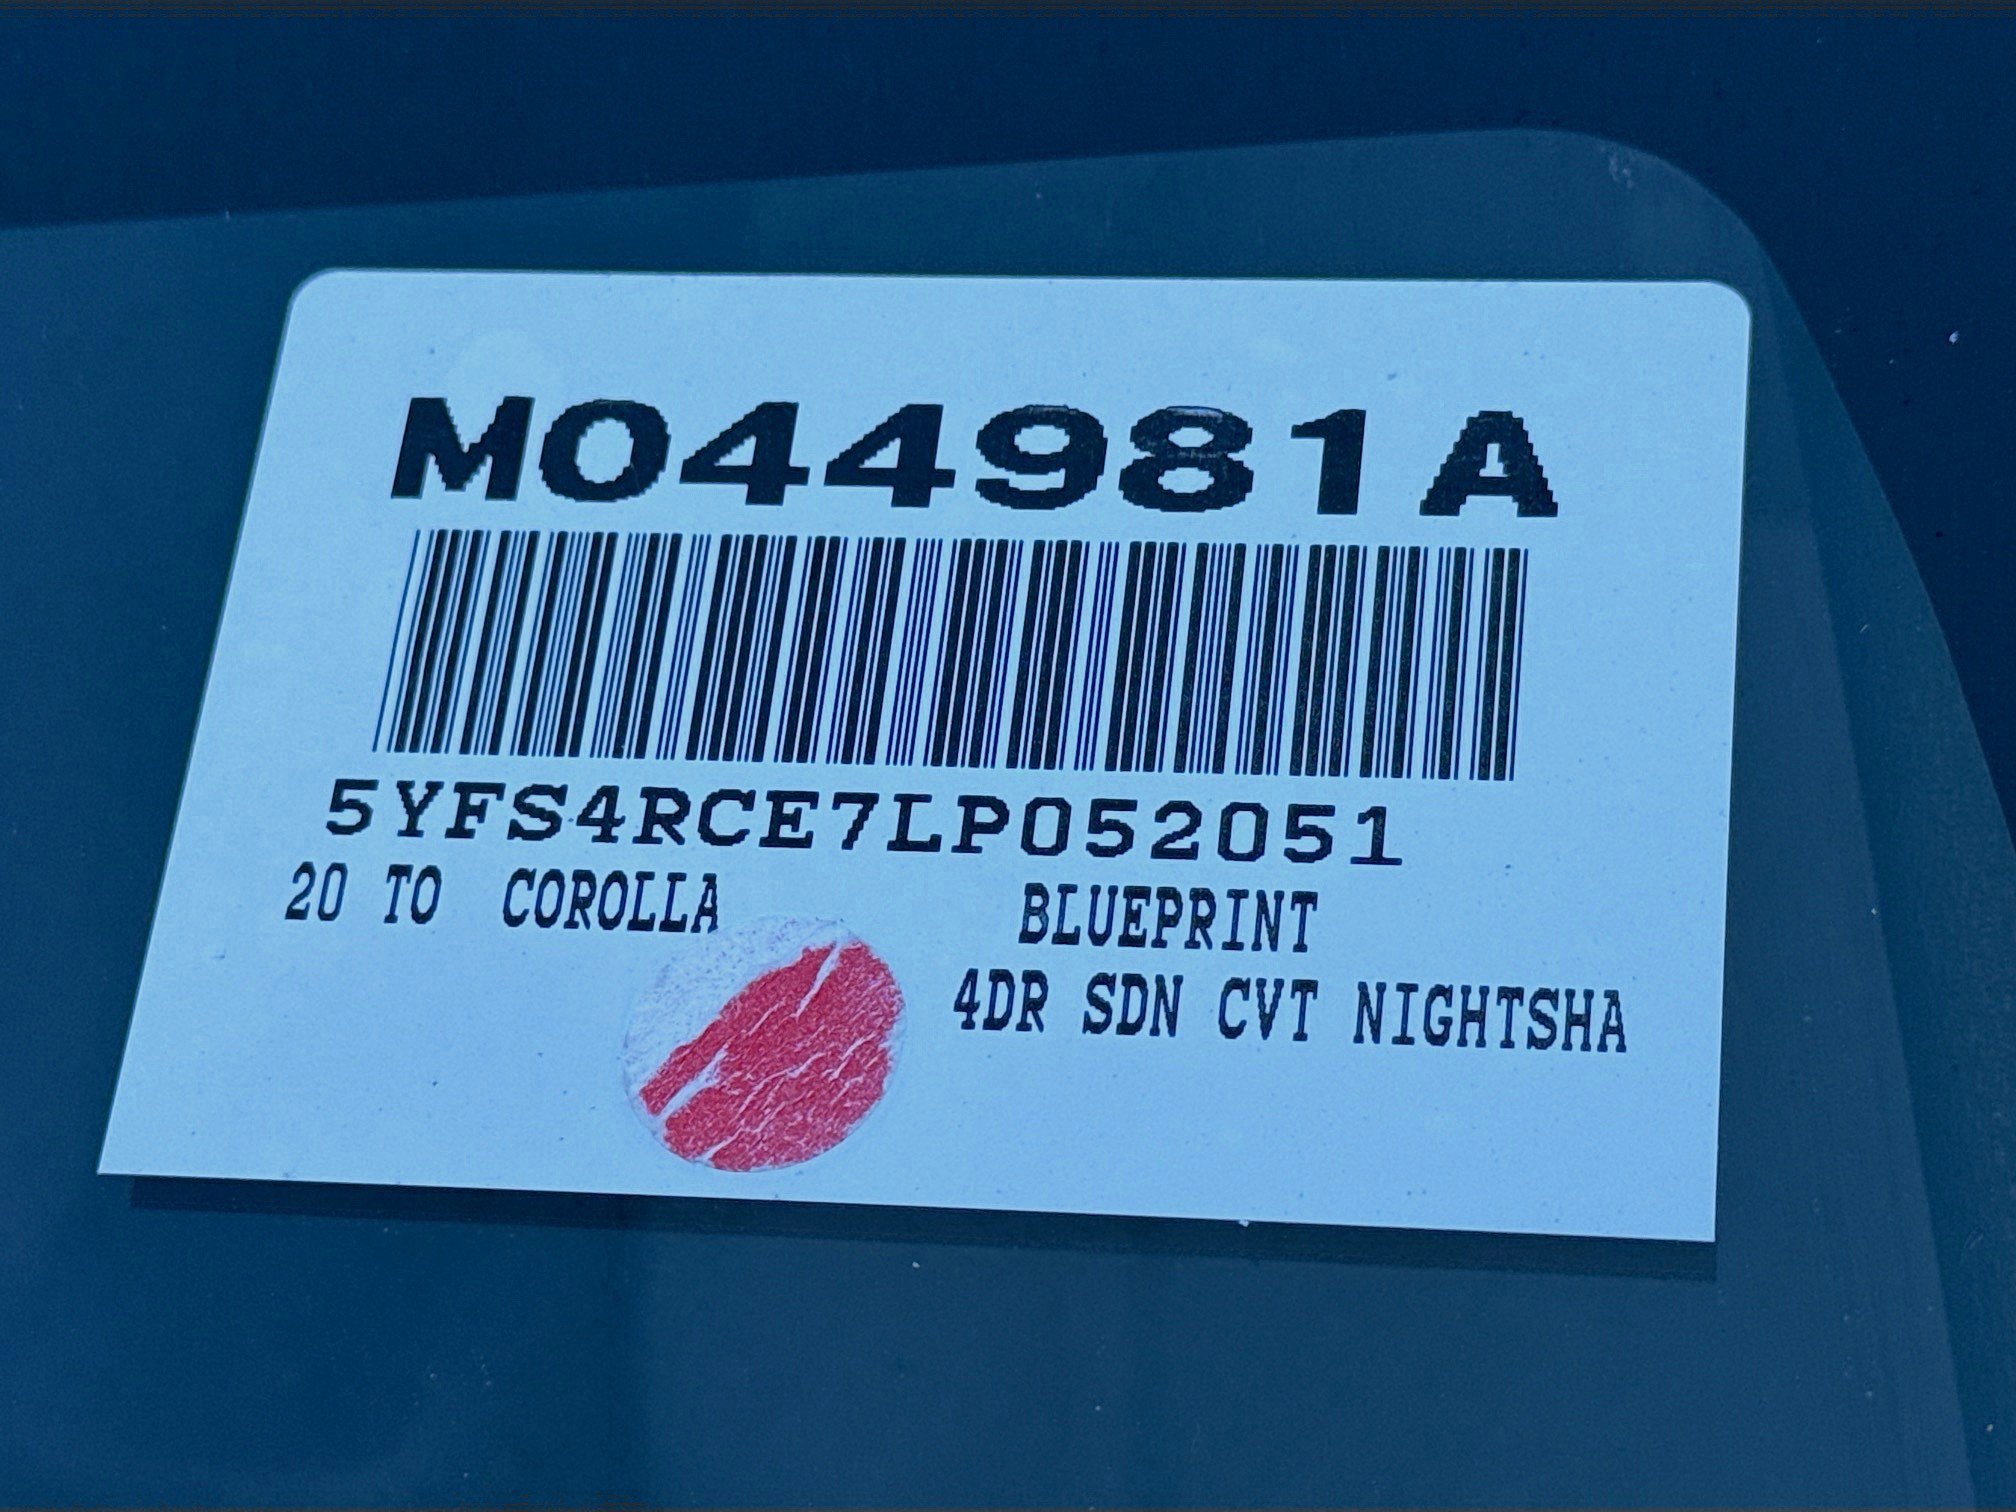 M044981A
5YFS4RCE7LP052051
20 TO COROLLA BLUEPRINT
4DR SDN CVT NIGHTSHA